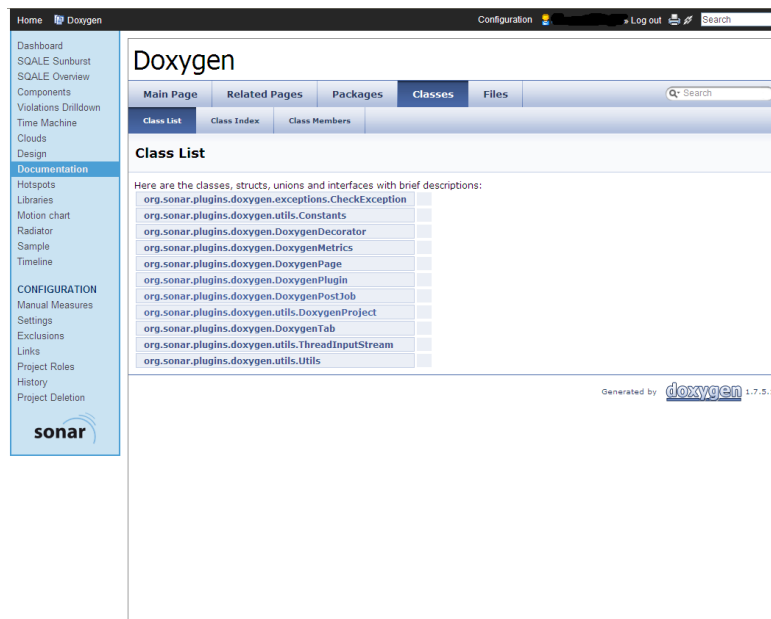 Home Doxygen Configuration » Log out Search
Dashboard
SQALE Sunburst
SQALE Overview
Components
Violations Drilldown
Time Machine
Clouds
Design
Documentation
Hotspots
Libraries
Motion chart
Radiator
Sample
Timeline
CONFIGURATION
Manual Measures
Settings
Exclusions
Links
Project Roles
History
Project Deletion
sonar
Doxygen
Main Page Related Pages Packages Classes Files Search
Class List Class Index Class Members
Class List
Here are the classes, structs, unions and interfaces with brief descriptions:
org.sonar.plugins.doxygen.exceptions.CheckException
org.sonar.plugins.doxygen.utils.Constants
org.sonar.plugins.doxygen.DoxygenDecorator
org.sonar.plugins.doxygen.DoxygenMetrics
org.sonar.plugins.doxygen.DoxygenPage
org.sonar.plugins.doxygen.DoxygenPlugin
org.sonar.plugins.doxygen.DoxygenPostJob
org.sonar.plugins.doxygen.utils.DoxygenProject
org.sonar.plugins.doxygen.DoxygenTab
org.sonar.plugins.doxygen.utils.ThreadInputStream
org.sonar.plugins.doxygen.utils.Utils
Generated by doxygen 1.7.5.